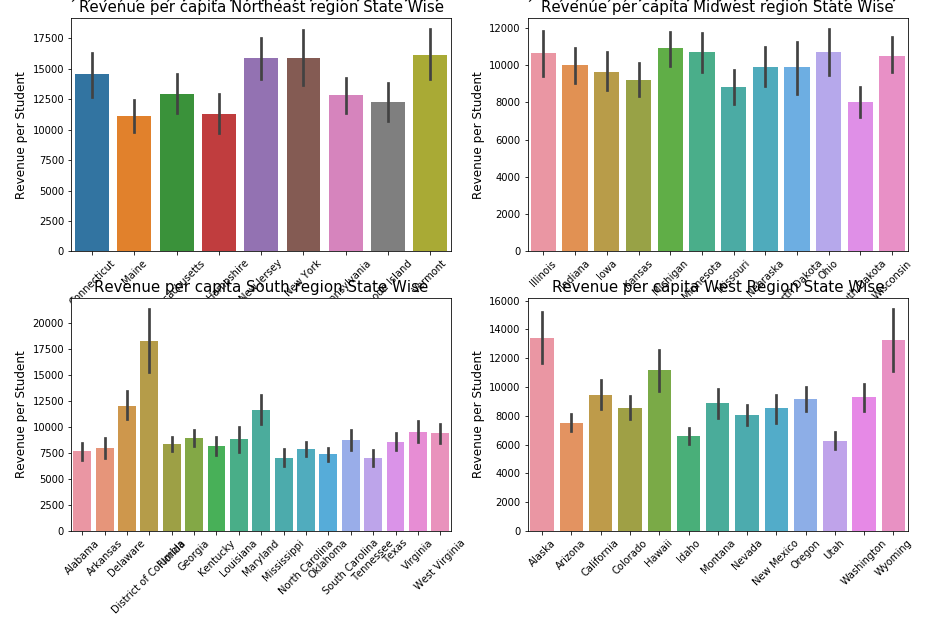 Revenue per capita Northeast region State Wise
Revenue per Student
17500
15000
12500
10000
7500
5000
2500
0
Maine
New Jersey
New York
Revenue per capita Midwest region State Wise
Revenue per Student
12000
10000
8000
6000
4000
2000
0
Illinois
Indiana
Iowa
Kansas
Michigan
Minnesota
Missouri
Nebraska
Ohio
Wisconsin
Revenue per capita South region State Wise
Revenue per Student
20000
17500
15000
12500
10000
7500
5000
2500
0
Alabama
Arkansas
Delaware
District of Columbia
Florida
Georgia
Kentucky
Louisiana
Maryland
Mississippi
North Carolina
Oklahoma
South Carolina
Tennessee
Texas
Virginia
West Virginia
Revenue per capita West Region State Wise
Revenue per Student
16000
14000
12000
10000
8000
6000
4000
2000
0
Alaska
Arizona
California
Colorado
Hawaii
Idaho
Montana
Nevada
New Mexico
Oregon
Utah
Washington
Wyoming